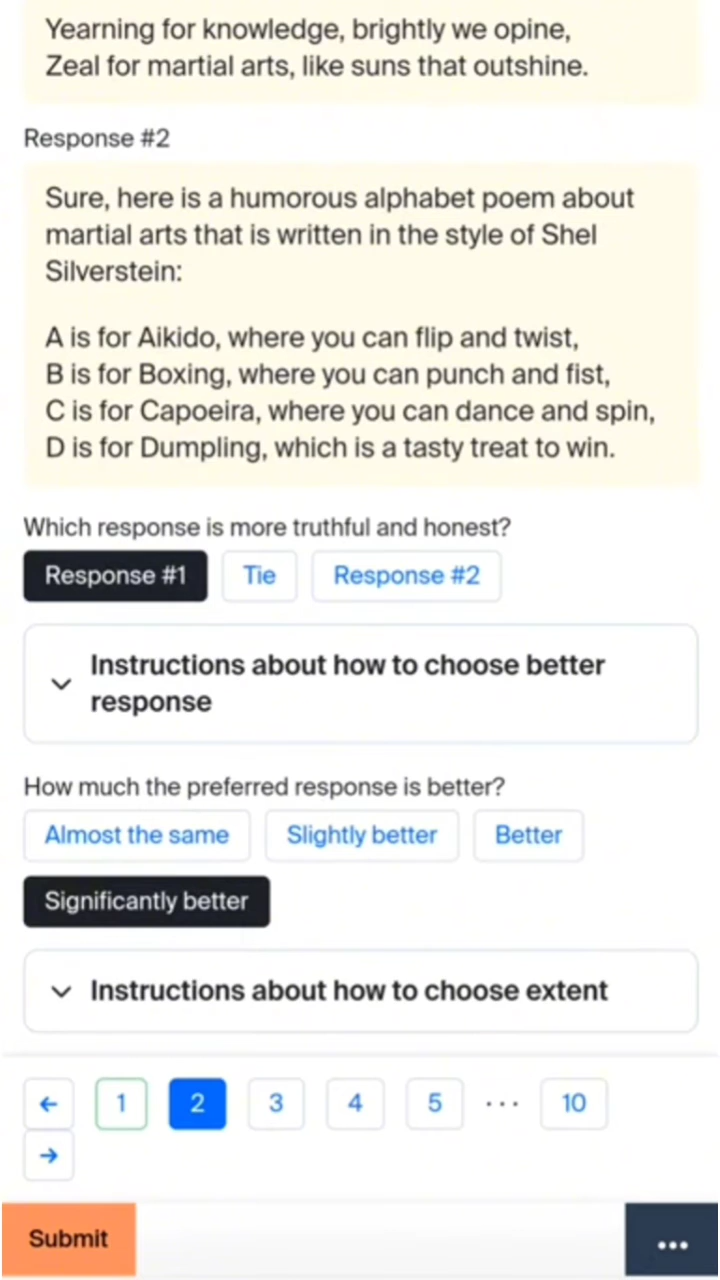 Yearning for knowledge, brightly we opine,
Zeal for martial arts, like suns that outshine.
Response #2
Sure, here is a humorous alphabet poem about
martial arts that is written in the style of Shel
Silverstein:
A is for Aikido, where you can flip and twist,
B is for Boxing, where you can punch and fist,
C is for Capoeira, where you can dance and spin,
D is for Dumpling, which is a tasty treat to win.
Which response is more truthful and honest?
Response #1 Tie Response #2
Instructions about how to choose better
response
How much the preferred response is better?
Almost the same Slightly better Better
Significantly better
Instructions about how to choose extent
← 1 2 3 4 5 ··· 10
→
Submit •••